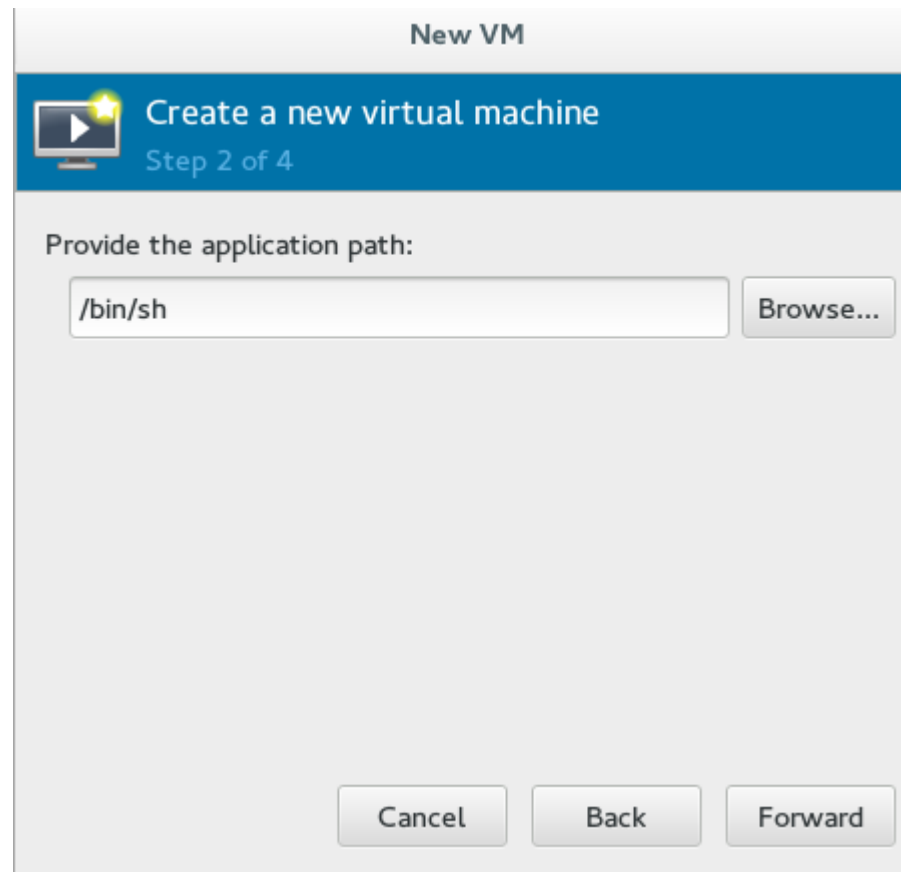 New VM
Create a new virtual machine
Step 2 of 4
Provide the application path:
/bin/sh
Browse...
Cancel
Back
Forward